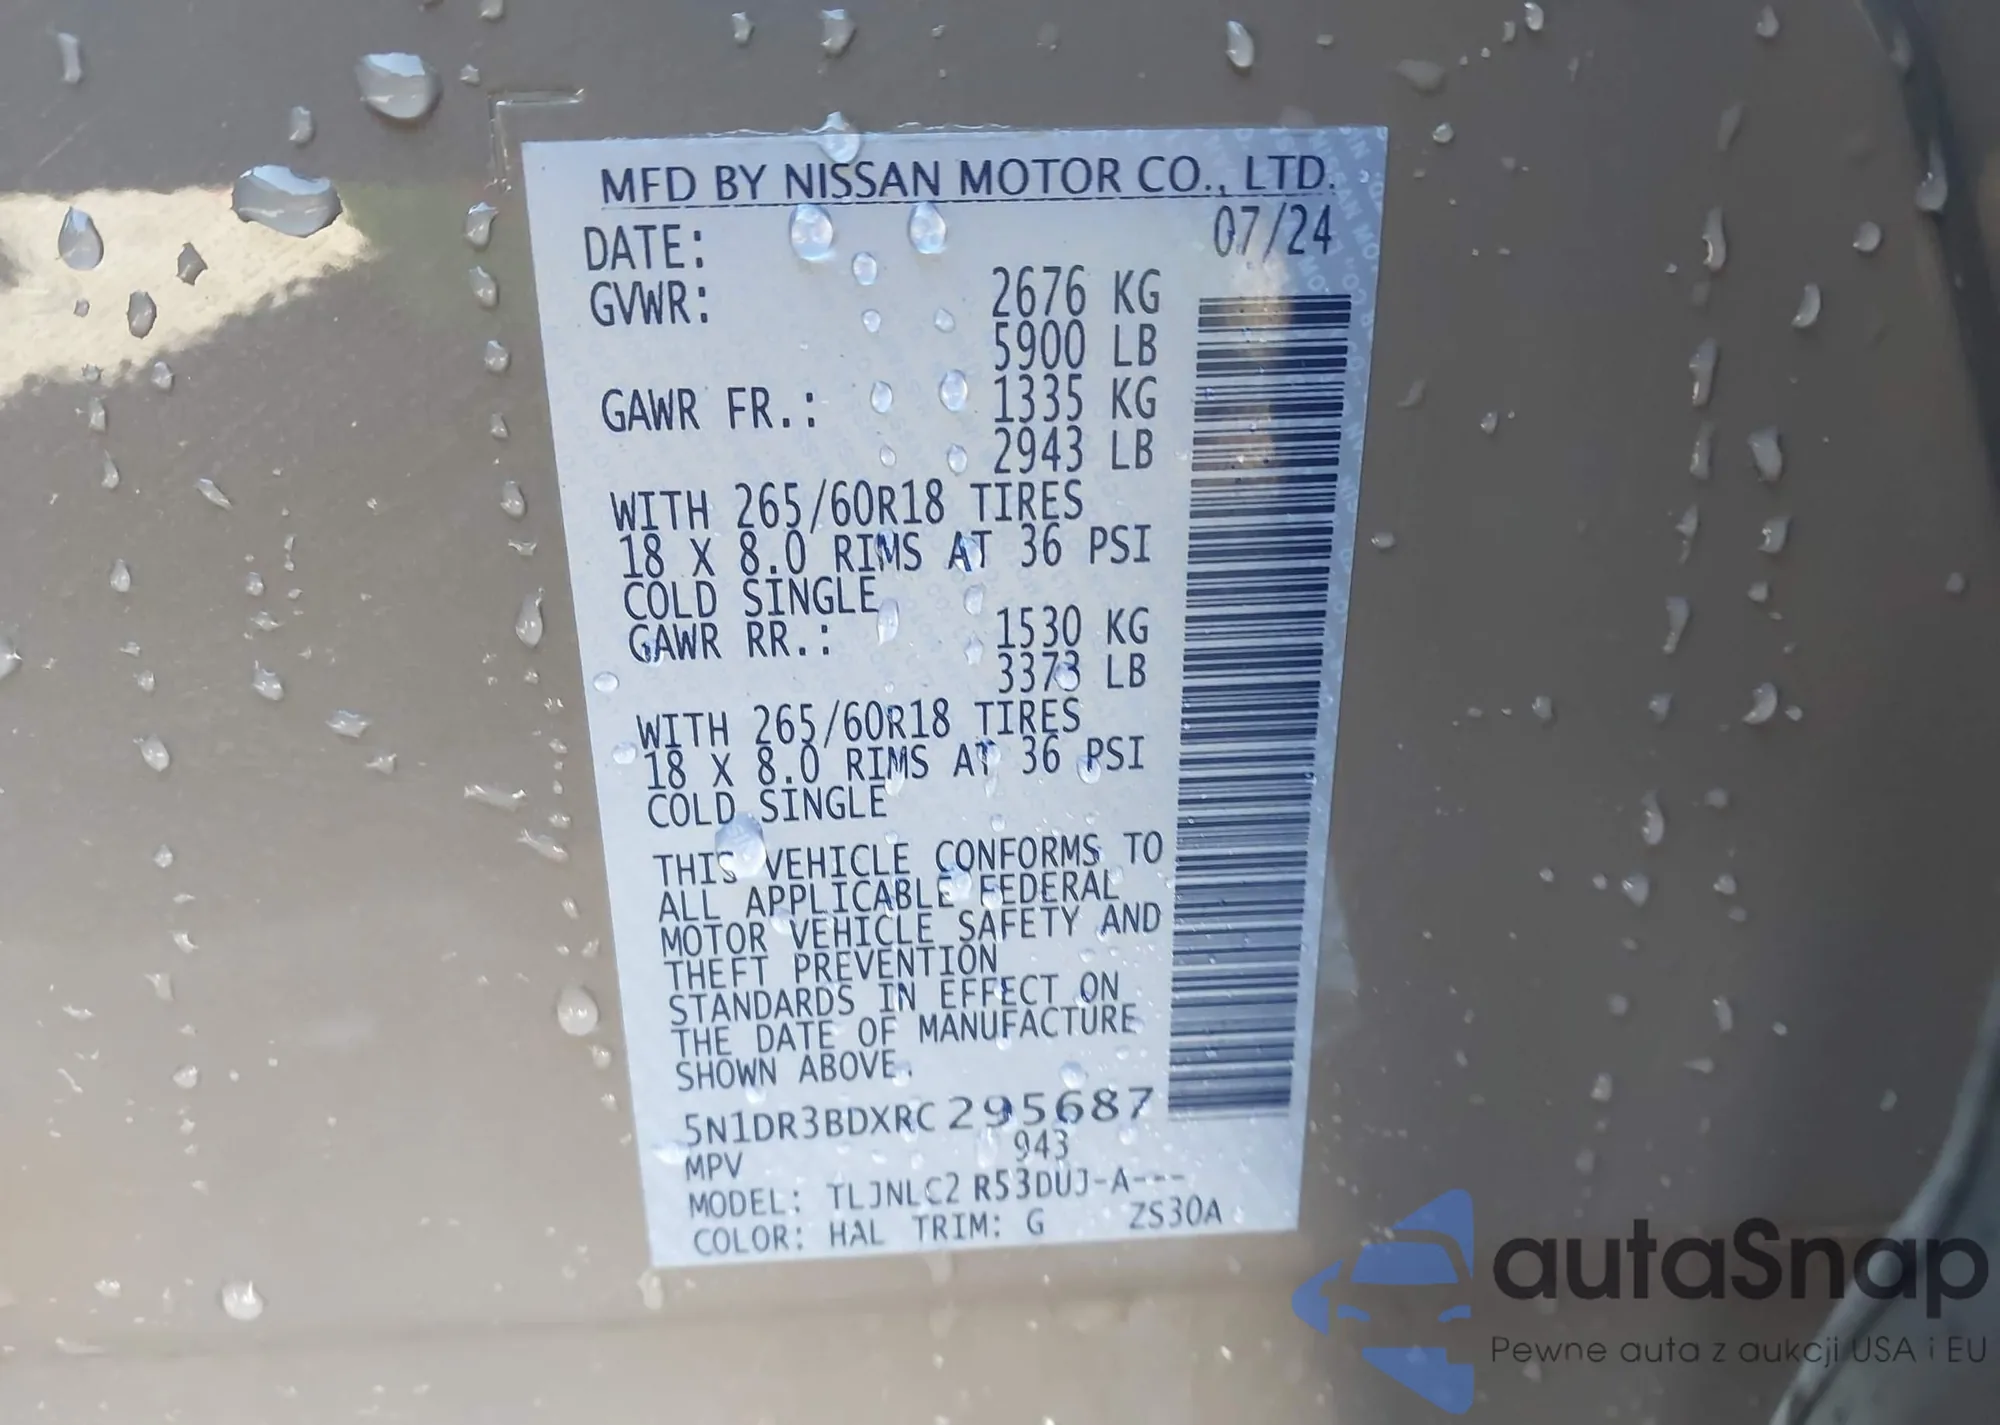 MFD BY NISSAN MOTOR CO., LTD.
DATE: 07/24
GVWR: 2676 KG
5900 LB
GAWR FR.: 1335 KG
2943 LB
WITH 265/60R18 TIRES
18 X 8.0 RIMS AT 36 PSI
COLD SINGLE
GAWR RR.: 1530 KG
3373 LB
WITH 265/60R18 TIRES
18 X 8.0 RIMS AT 36 PSI
COLD SINGLE
THIS VEHICLE CONFORMS TO
ALL APPLICABLE FEDERAL
MOTOR VEHICLE SAFETY AND
THEFT PREVENTION
STANDARDS IN EFFECT ON
THE DATE OF MANUFACTURE
SHOWN ABOVE.
5N1DR3BDXRC 295687
943
MPV
MODEL: TLJNLC2 R53DUJ-A---
COLOR: HAL TRIM: G ZS30A
autaSnap
Pewne auta z aukcji USA i EU